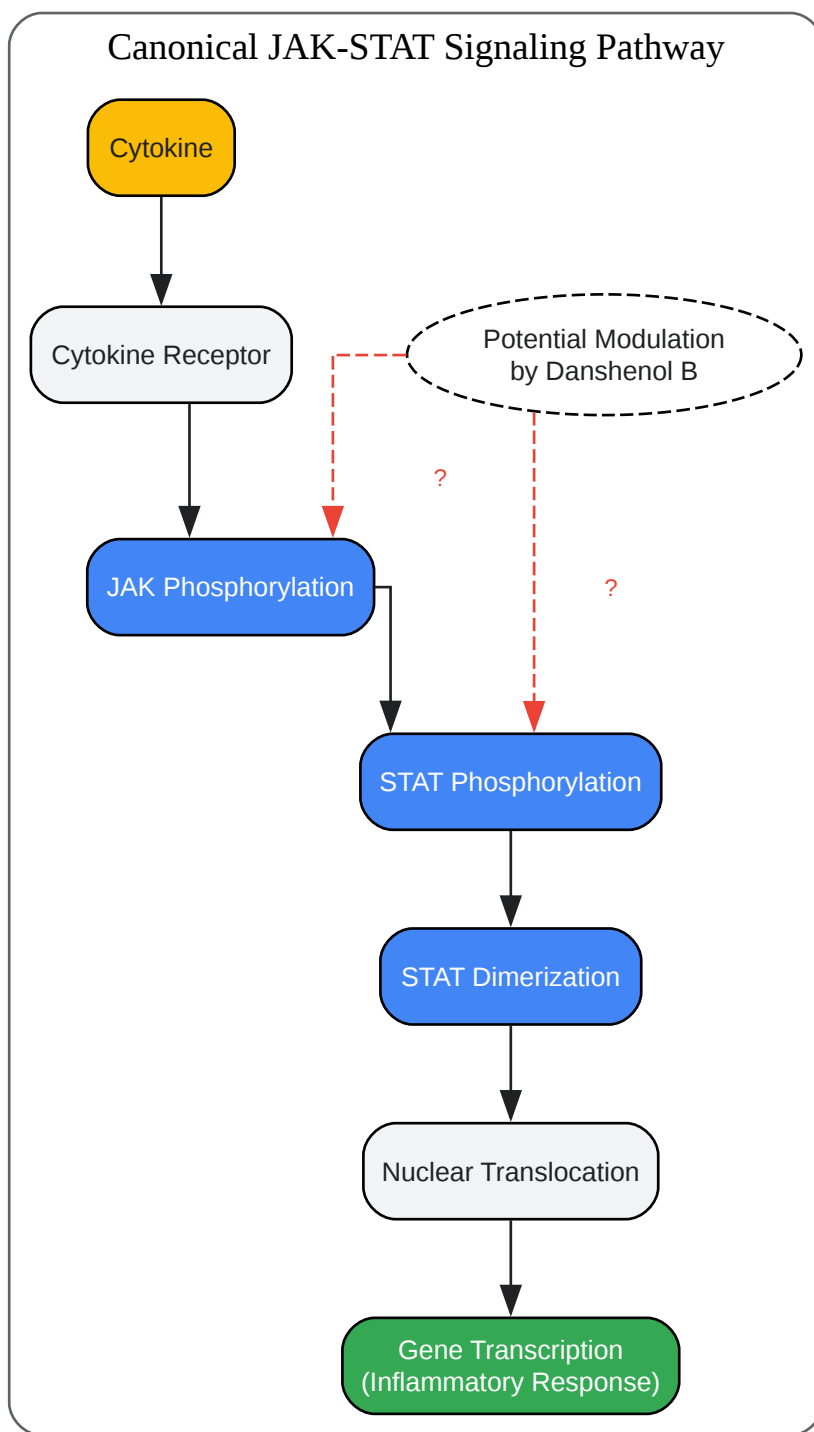 Canonical JAK-STAT Signaling Pathway
Cytokine
Cytokine Receptor
Potential Modulation
by Danshenol B
?
JAK Phosphorylation
?
STAT Phosphorylation
STAT Dimerization
Nuclear Translocation
Gene Transcription
(Inflammatory Response)